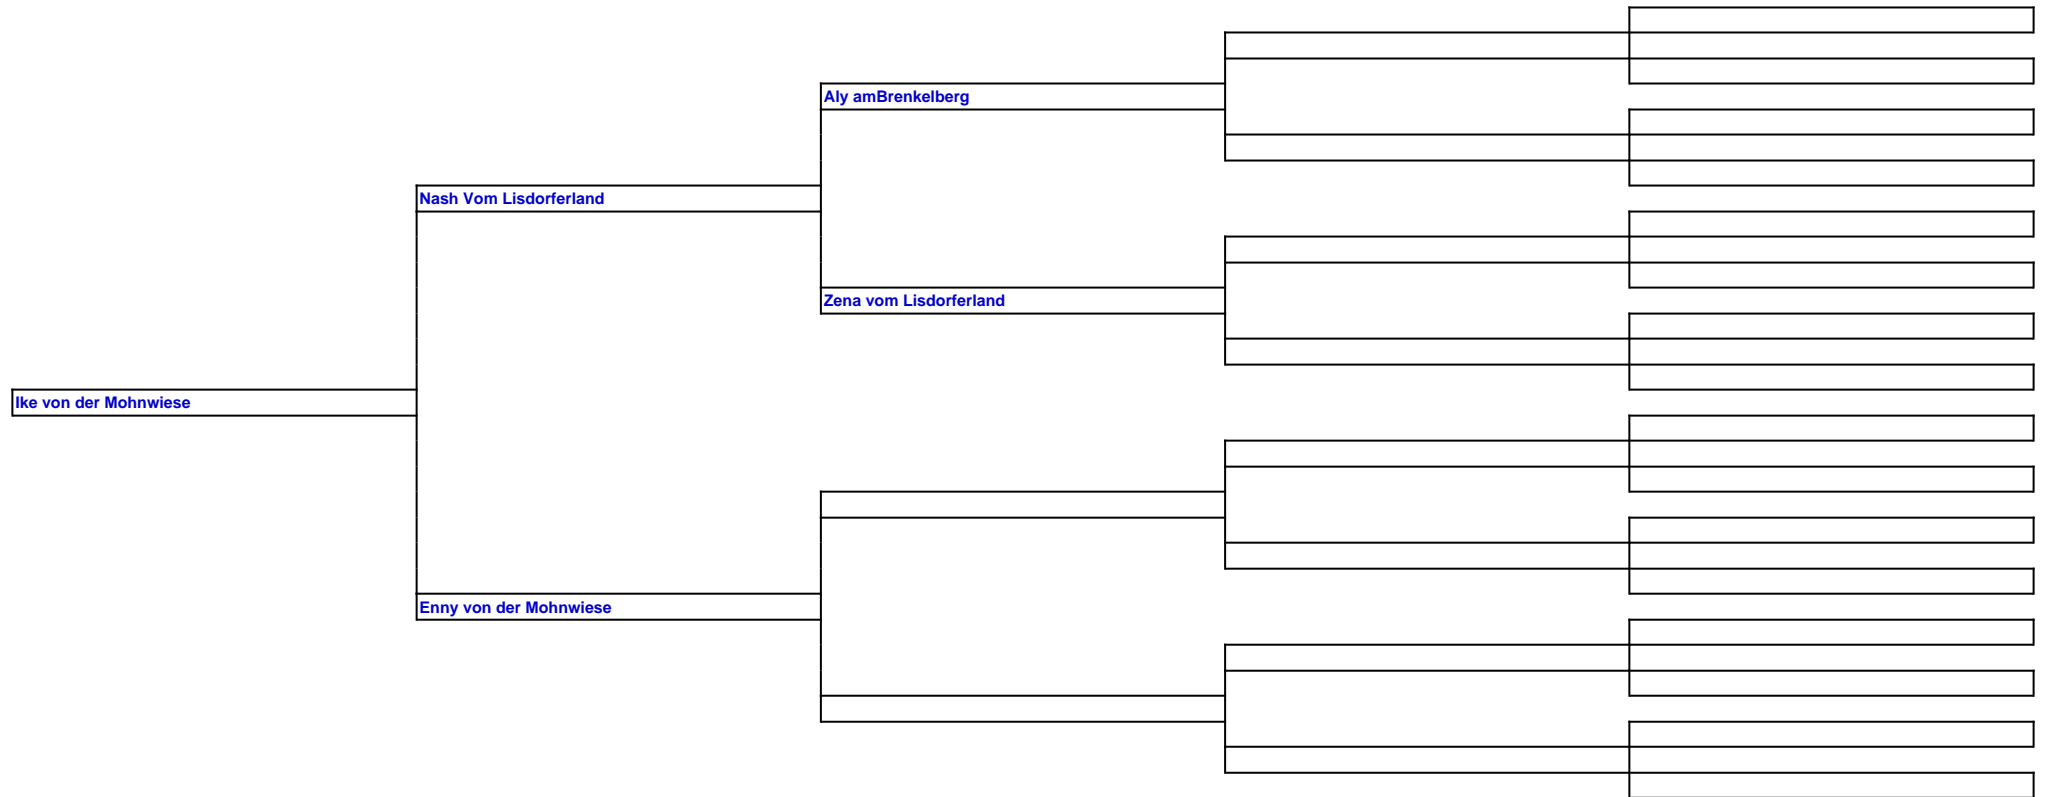 Aly amBrenkelberg
Nash Vom Lisdorferland
Zena vom Lisdorferland
Ike von der Mohnwiese
Enny von der Mohnwiese